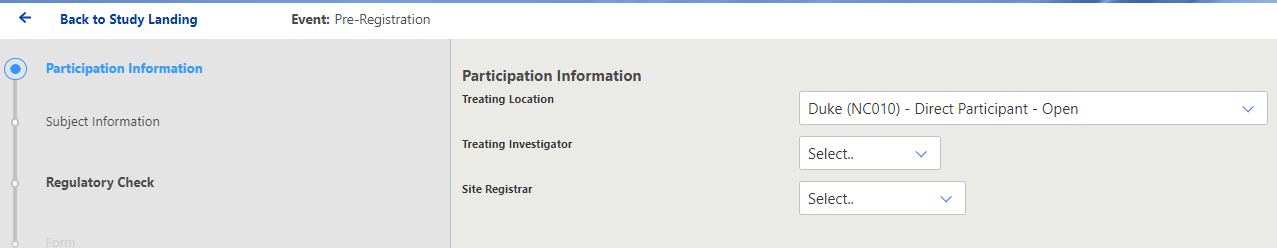 Back to Study Landing
Event: Pre-Registration
Participation Information
Subject Information
Regulatory Check
Form
Participation Information
Treating Location
Duke (NC010) - Direct Participant - Open
Treating Investigator
Select..
Site Registrar
Select..